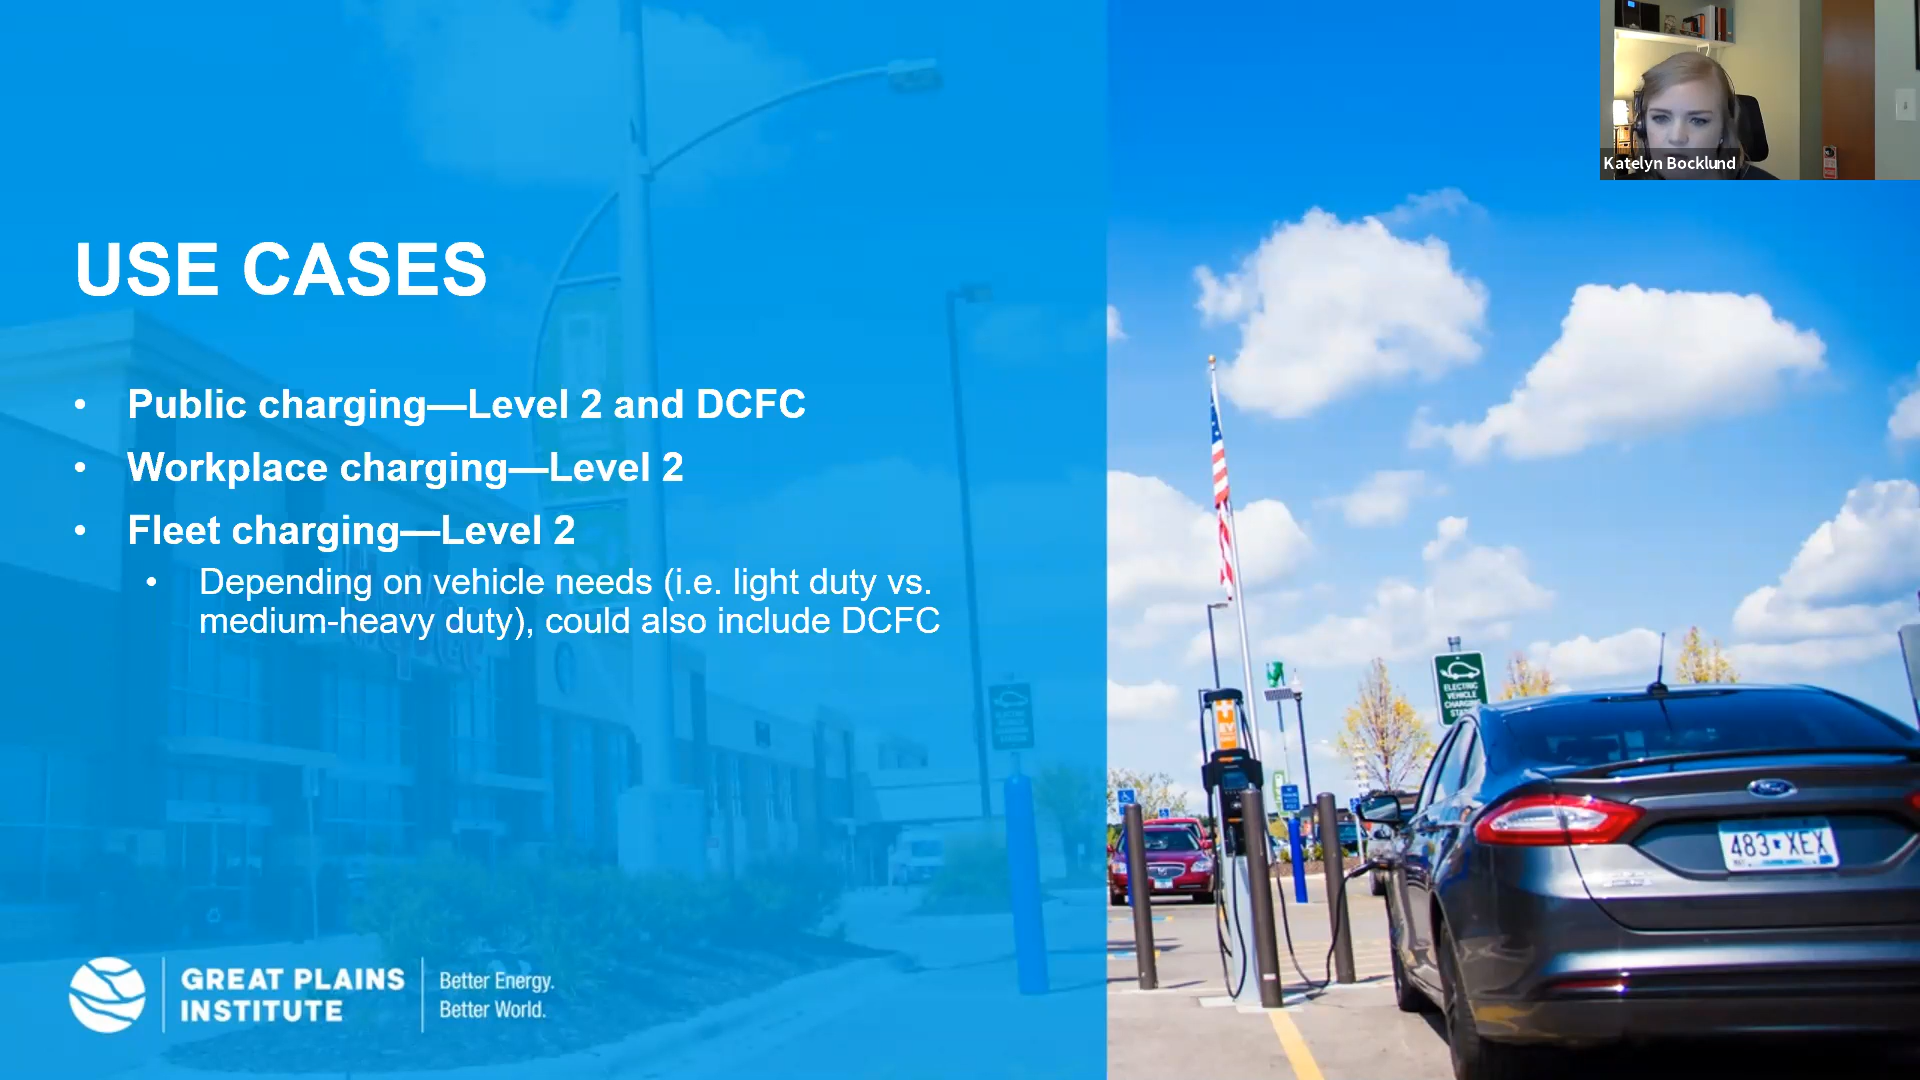 Katelyn Bocklund
USE CASES
• Public charging—Level 2 and DCFC
• Workplace charging—Level 2
• Fleet charging—Level 2
• Depending on vehicle needs (i.e. light duty vs.
medium-heavy duty), could also include DCFC
GREAT PLAINS
INSTITUTE
Better Energy.
Better World.
ELECTRIC
VEHICLE
CHARGING
EV
Ford
483 XEX